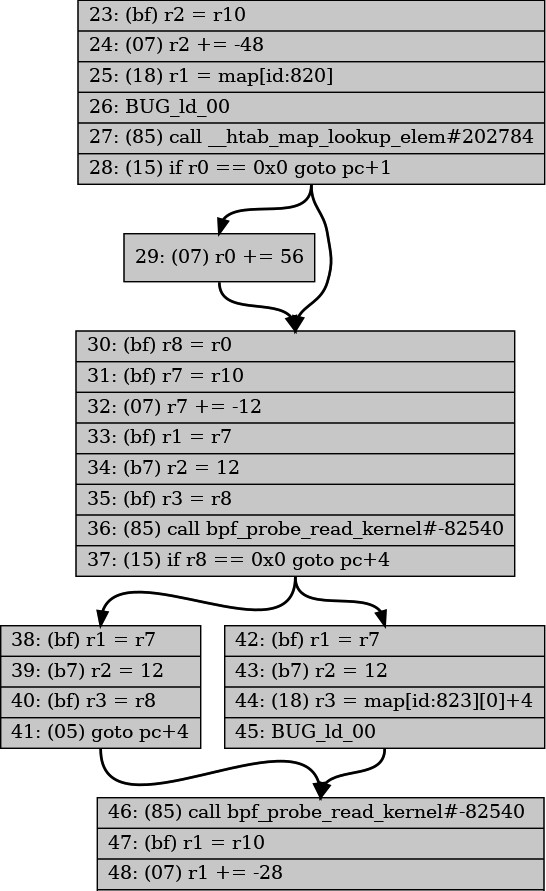 23: (bf) r2 = r10
24: (07) r2 += -48
25: (18) r1 = map[id:820]
26: BUG_ld_00
27: (85) call __htab_map_lookup_elem#202784
28: (15) if r0 == 0x0 goto pc+1
29: (07) r0 += 56
30: (bf) r8 = r0
31: (bf) r7 = r10
32: (07) r7 += -12
33: (bf) r1 = r7
34: (b7) r2 = 12
35: (bf) r3 = r8
36: (85) call bpf_probe_read_kernel#-82540
37: (15) if r8 == 0x0 goto pc+4
38: (bf) r1 = r7
39: (b7) r2 = 12
40: (bf) r3 = r8
41: (05) goto pc+4
42: (bf) r1 = r7
43: (b7) r2 = 12
44: (18) r3 = map[id:823][0]+4
45: BUG_ld_00
46: (85) call bpf_probe_read_kernel#-82540
47: (bf) r1 = r10
48: (07) r1 += -28